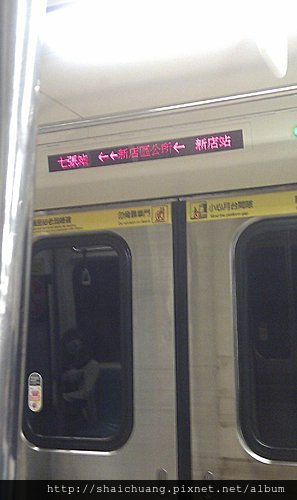 七張站 ←←新店區公所← 新店站
勿倚靠車門
小心月台間隙
Mind the platform gap
http://shaichuang.pixnet.net/album